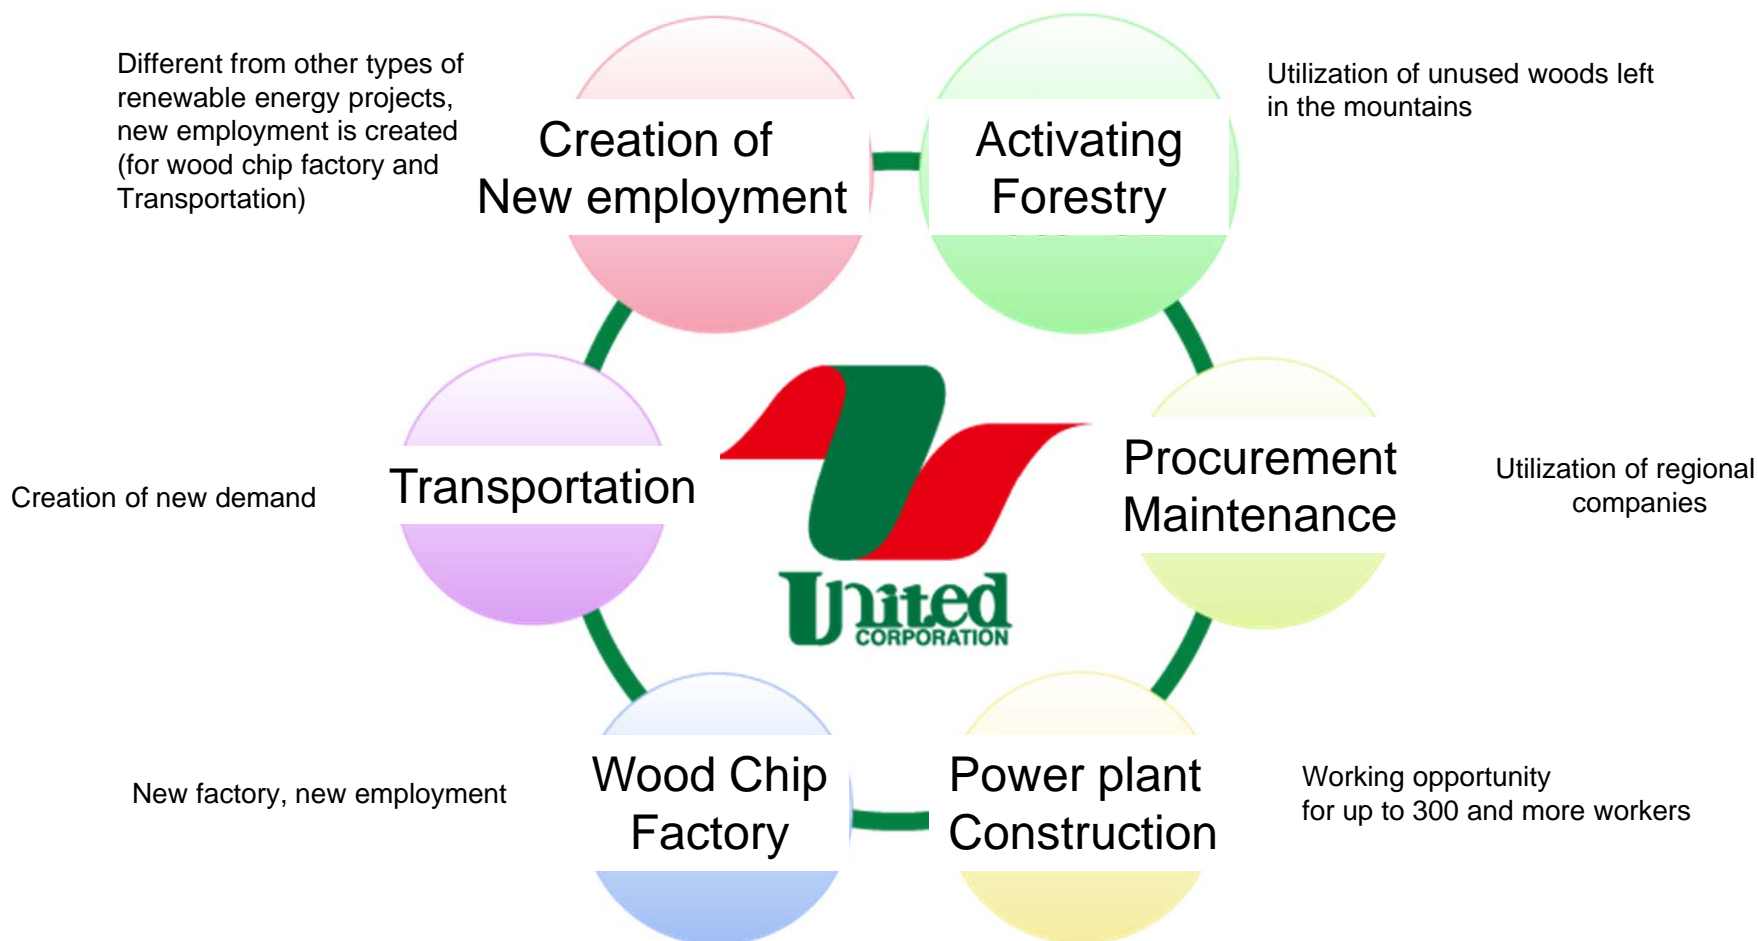 Different from other types of
renewable energy projects,
new employment is created
(for wood chip factory and
Transportation)
Creation of
New employment
Activating
Forestry
Utilization of unused woods left
in the mountains
Creation of new demand
Transportation
United
CORPORATION
Procurement
Maintenance
Utilization of regional
companies
New factory, new employment
Wood Chip
Factory
Power plant
Construction
Working opportunity
for up to 300 and more workers